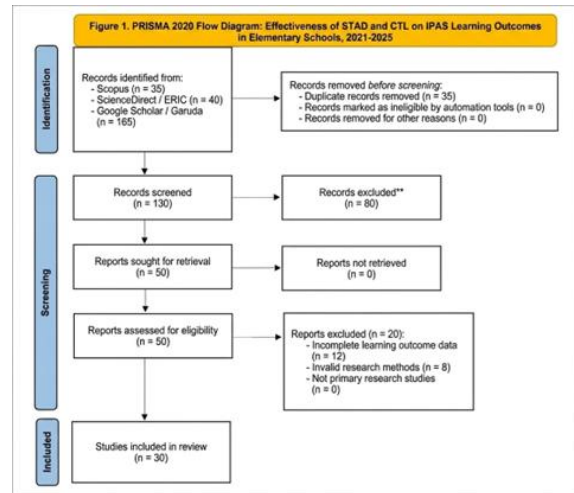 Figure 1. PRISMA 2020 Flow Diagram: Effectiveness of STAD and CTL on IPAS Learning Outcomes
in Elementary Schools, 2021-2025
Identification
Records identified from:
- Scopus (n = 35)
- ScienceDirect / ERIC (n = 40)
- Google Scholar / Garuda
(n = 165)
Records removed before screening:
- Duplicate records removed (n = 35)
- Records marked as ineligible by automation tools (n = 0)
- Records removed for other reasons (n = 0)
Screening
Records screened
(n = 130)
Records excluded**
(n = 80)
Reports sought for retrieval
(n = 50)
Reports not retrieved
(n = 0)
Reports assessed for eligibility
(n = 50)
Reports excluded (n = 20):
- Incomplete learning outcome data
(n = 12)
- Invalid research methods (n = 8)
- Not primary research studies
(n = 0)
Included
Studies included in review
(n = 30)